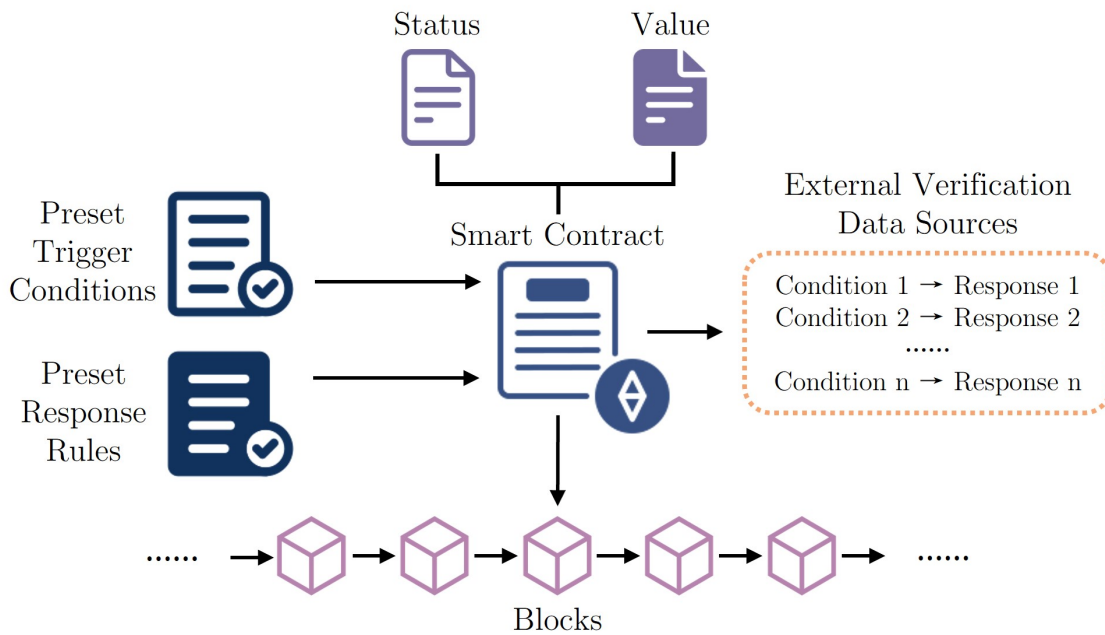 Status
Value
Preset
Trigger
Conditions
Smart Contract
External Verification
Data Sources
Condition 1 → Response 1
Condition 2 → Response 2
......
Condition n → Response n
Preset
Response
Rules
......
......
Blocks